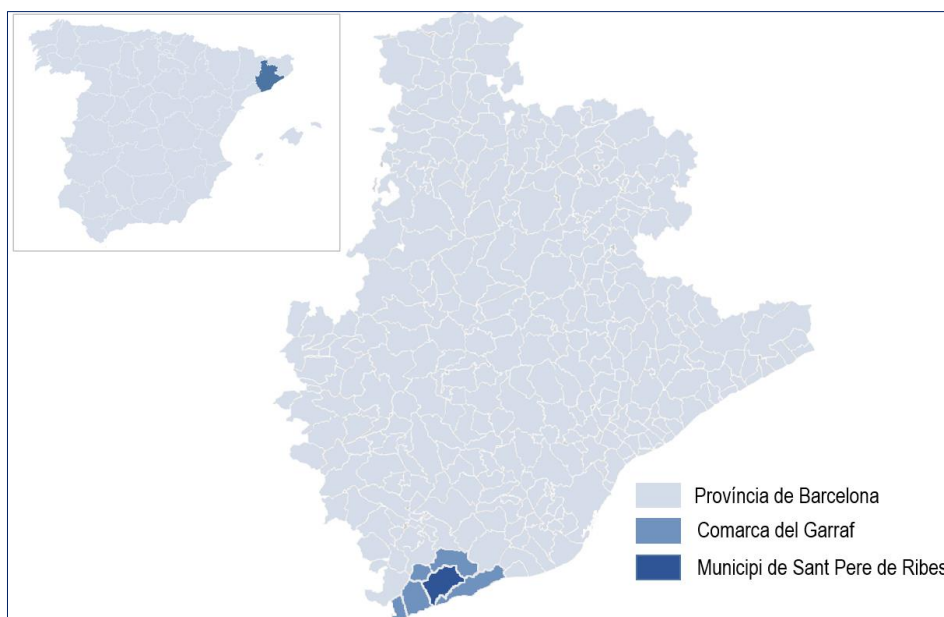 Província de Barcelona
Comarca del Garraf
Municipi de Sant Pere de Ribes